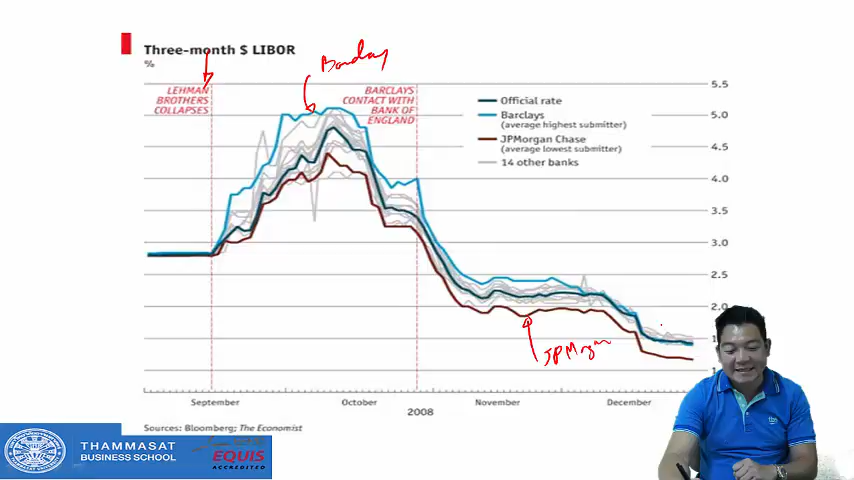 Three-month $ LIBOR
%
Barclay
LEHMAN
BROTHERS
COLLAPSES
BARCLAYS
CONTACT WITH
BANK OF
ENGLAND
Official rate
Barclays
(average highest submitter)
JPMorgan Chase
(average lowest submitter)
14 other banks
5.5
5.0
4.5
4.0
3.5
3.0
2.5
2.0
JPMorgan
September
October
November
December
2008
Sources: Bloomberg; The Economist
THAMMASAT
BUSINESS SCHOOL
EQUIS
ACCREDITED